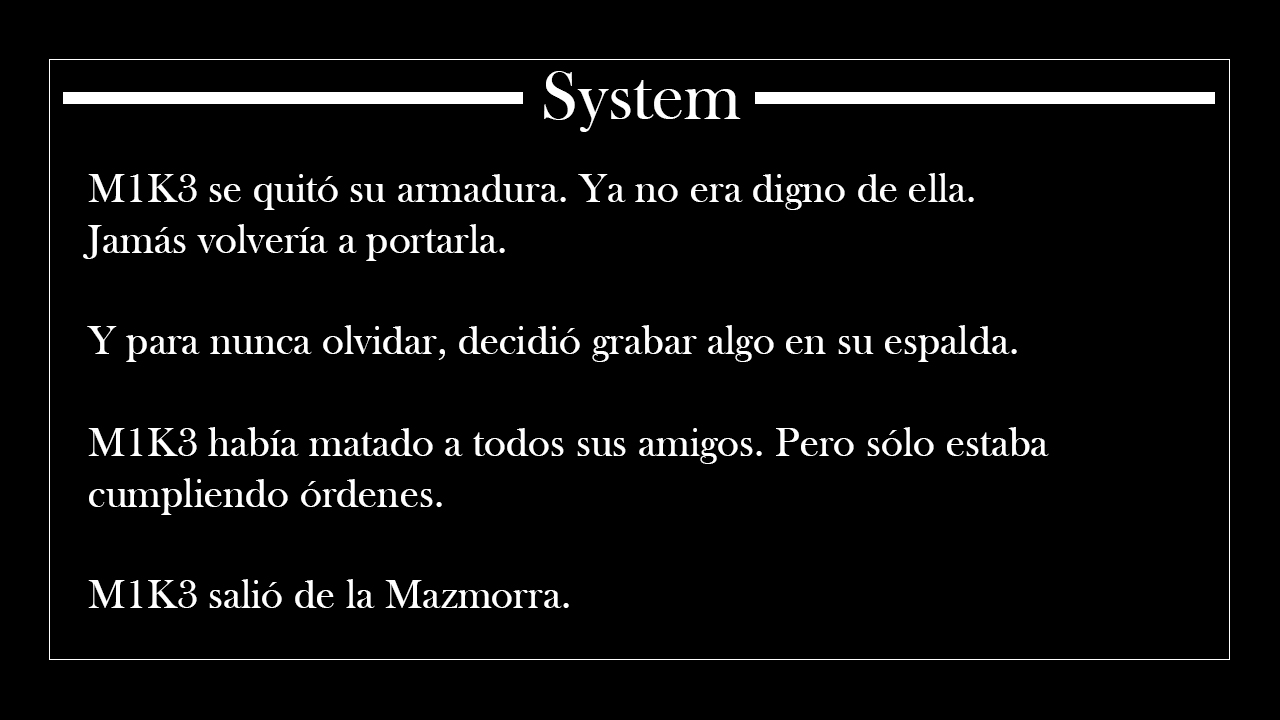 System
M1K3 se quitó su armadura. Ya no era digno de ella.
Jamás volvería a portarla.
Y para nunca olvidar, decidió grabar algo en su espalda.
M1K3 había matado a todos sus amigos. Pero sólo estaba
cumpliendo órdenes.
M1K3 salió de la Mazmorra.